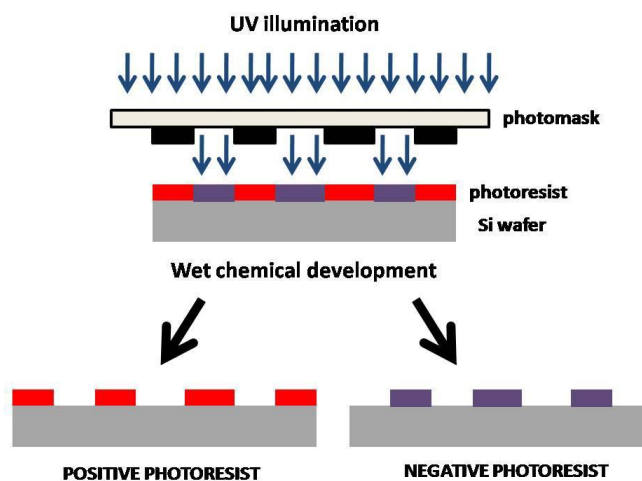 UV illumination
photomask
photoresist
Si wafer
Wet chemical development
POSITIVE PHOTORESIST
NEGATIVE PHOTORESIST